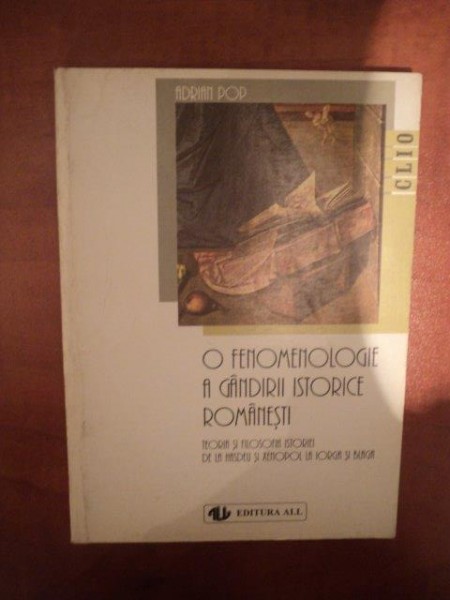 ADRIAN POP
CLIO
O FENOMENOLOGIE
A GÂNDIRII ISTORICE
ROMÂNEȘTI
TEORIA ȘI FILOSOFIA ISTORIEI
DE LA HASDEU ȘI XENOPOL LA IORGA ȘI BLAGA
ALL EDITURA ALL